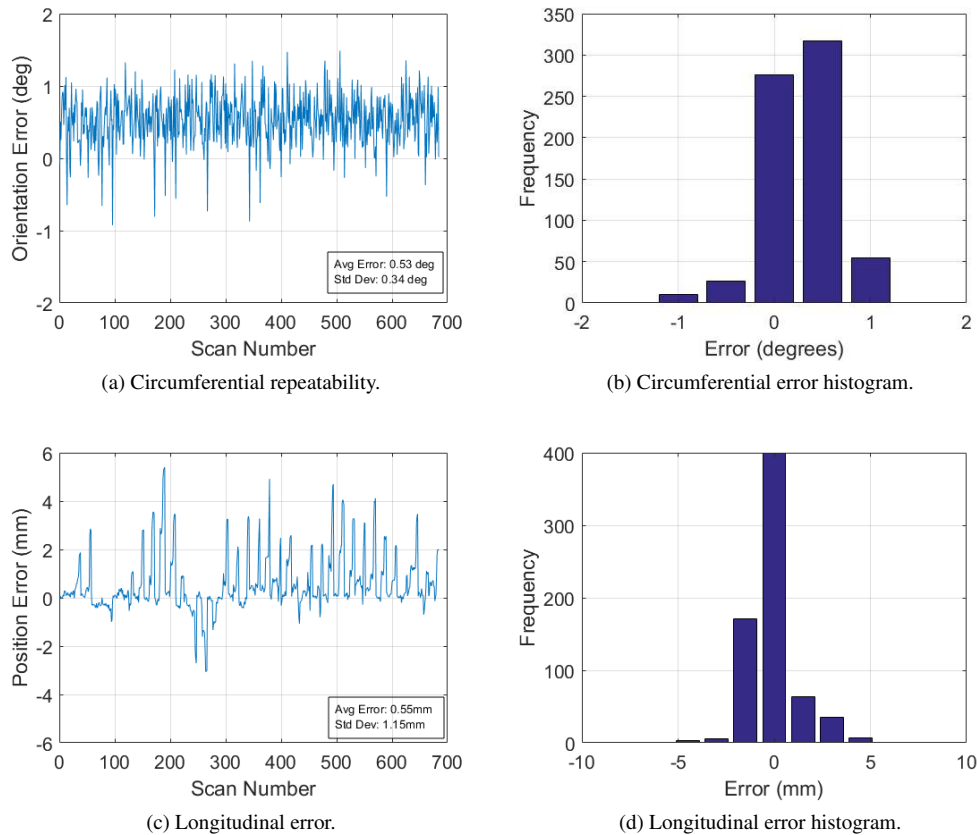 2
1
0
-1
-2
Orientation Error (deg)
0 100 200 300 400 500 600 700
Scan Number
Avg Error: 0.53 deg
Std Dev: 0.34 deg
(a) Circumferential repeatability.
350
300
250
200
150
100
50
0
Frequency
-2 -1 0 1 2
Error (degrees)
(b) Circumferential error histogram.
6
4
2
0
-2
-4
-6
Position Error (mm)
0 100 200 300 400 500 600 700
Scan Number
Avg Error: 0.55mm
Std Dev: 1.15mm
(c) Longitudinal error.
400
300
200
100
0
Frequency
-10 -5 0 5 10
Error (mm)
(d) Longitudinal error histogram.